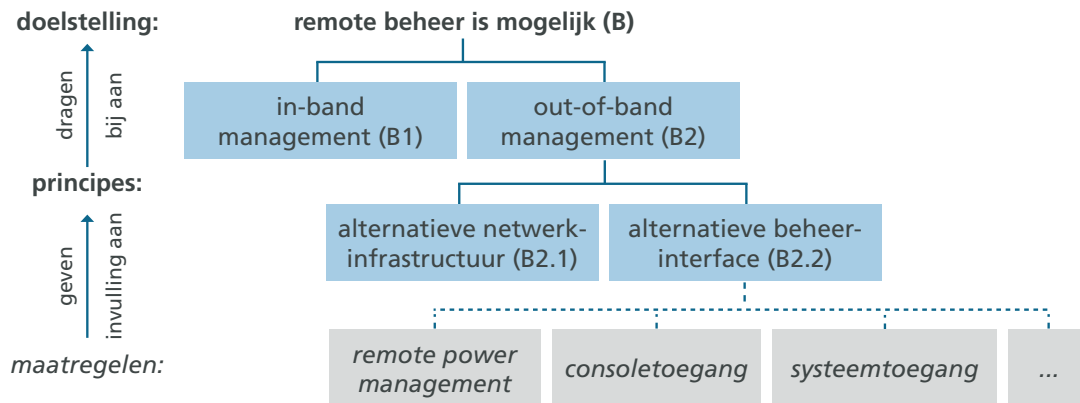 doelstelling:
remote beheer is mogelijk (B)
dragen
bij aan
in-band
management (B1)
out-of-band
management (B2)
principes:
geven
invulling aan
alternatieve netwerk-
infrastructuur (B2.1)
alternatieve beheer-
interface (B2.2)
maatregelen:
remote power
management
consoletoegang
systeemtoegang
...